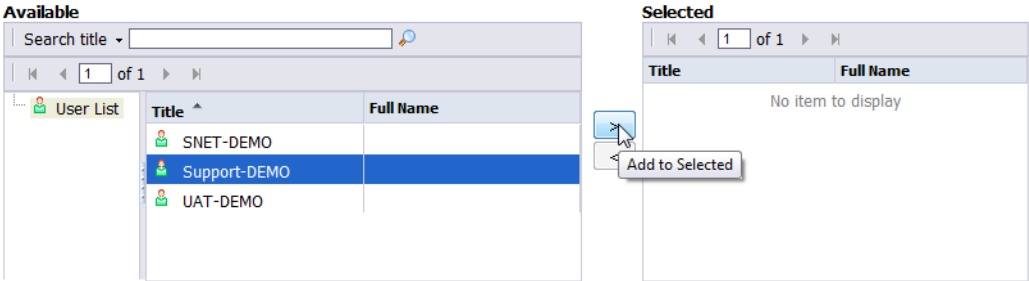 Available
Search title
1 of 1
User List
Title Full Name
SNET-DEMO
Support-DEMO
UAT-DEMO
>
<
Add to Selected
Selected
1 of 1
Title Full Name
No item to display